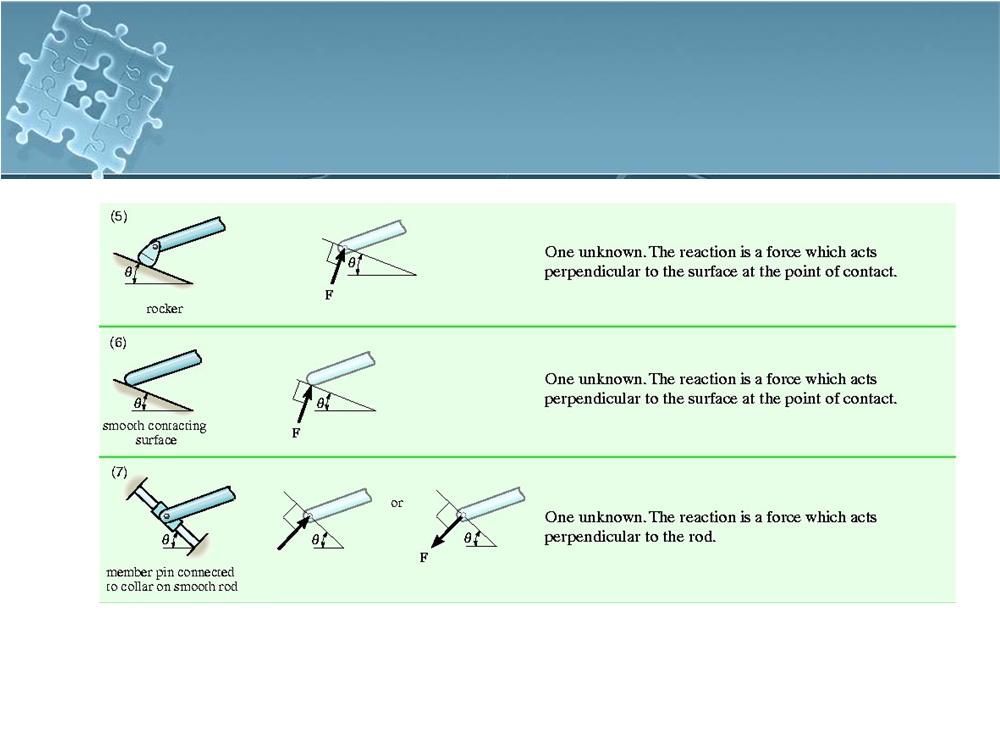 (5)
θ
rocker
θ
F
One unknown. The reaction is a force which acts
perpendicular to the surface at the point of contact.
(6)
θ
smooth contacting
surface
θ
F
One unknown. The reaction is a force which acts
perpendicular to the surface at the point of contact.
(7)
θ
member pin connected
to collar on smooth rod
θ
or
θ
F
One unknown. The reaction is a force which acts
perpendicular to the rod.